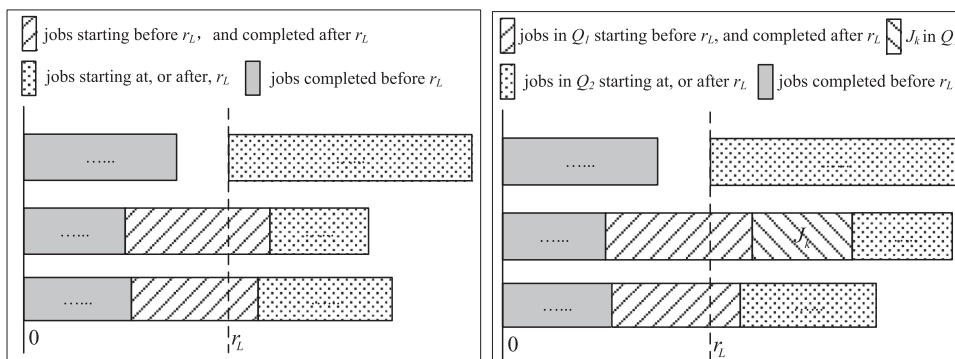 jobs starting before r_L, and completed after r_L
jobs starting at, or after, r_L jobs completed before r_L
…...
…...
…...
…...
…...
0 r_L
jobs in Q_1 starting before r_L, and completed after r_L J_k in Q
jobs in Q_2 starting at, or after r_L jobs completed before r_L
…...
…...
…... J_k
…...
0 r_L